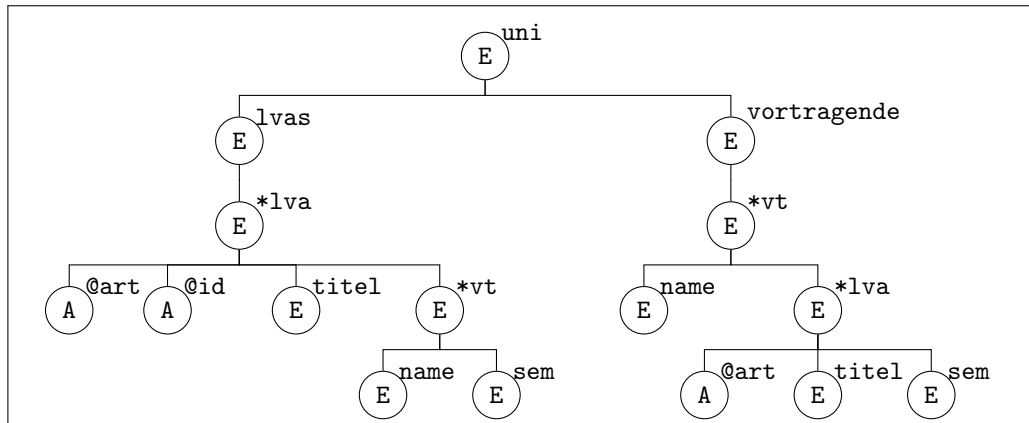 uni
E
lvas vortragende
E E
*lva *vt
E E
@art @id titel *vt name *lva
A A E E E E
name sem @art titel sem
E E A E E